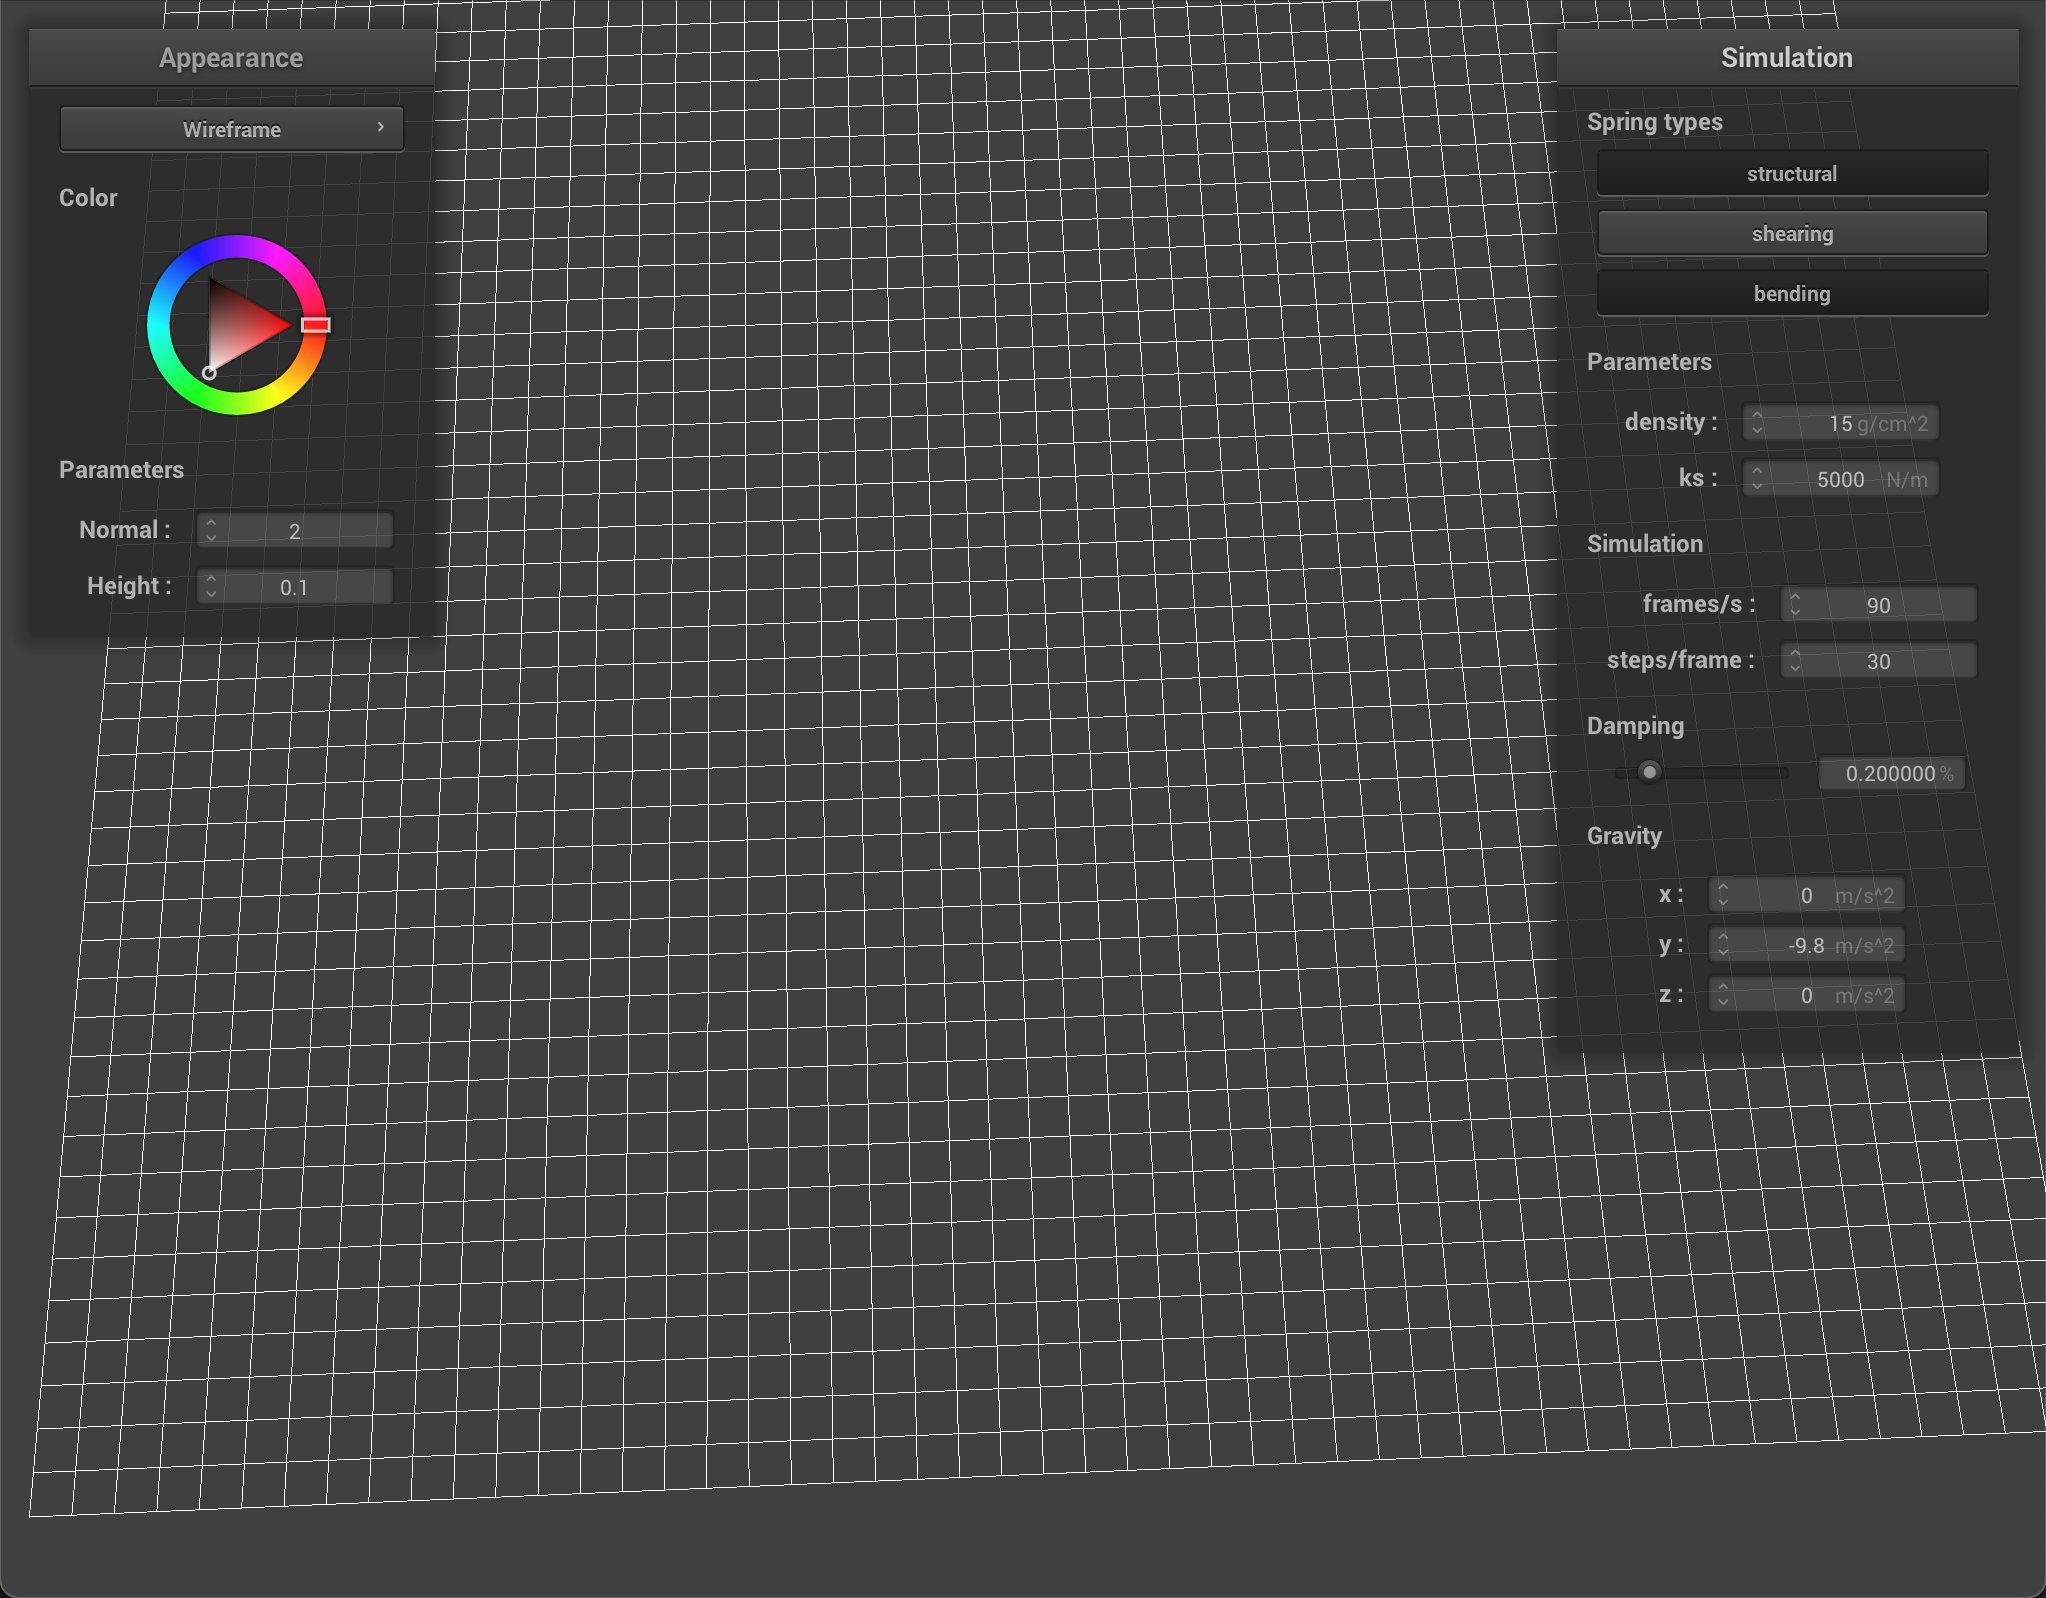 Appearance
Wireframe
Color
Parameters
Normal : 2
Height : 0.1
Simulation
Spring types
structural
shearing
bending
Parameters
density : 15 g/cm^2
ks : 5000 N/m
Simulation
frames/s : 90
steps/frame : 30
Damping
0.200000 %
Gravity
x : 0 m/s^2
y : -9.8 m/s^2
z : 0 m/s^2